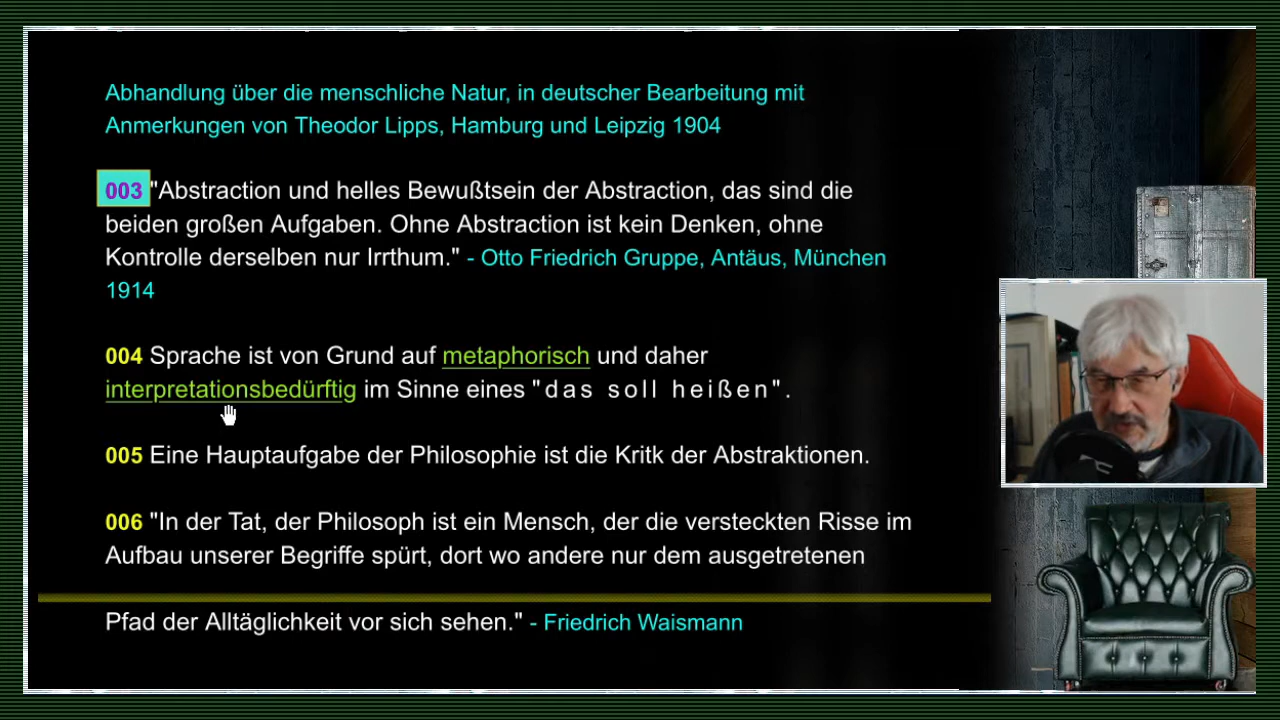 Abhandlung über die menschliche Natur, in deutscher Bearbeitung mit
Anmerkungen von Theodor Lipps, Hamburg und Leipzig 1904
003 "Abstraction und helles Bewußtsein der Abstraction, das sind die
beiden großen Aufgaben. Ohne Abstraction ist kein Denken, ohne
Kontrolle derselben nur Irrthum." - Otto Friedrich Gruppe, Antäus, München
1914
004 Sprache ist von Grund auf metaphorisch und daher
interpretationsbedürftig im Sinne eines "d a s  s o l l  h e i ß e n".
005 Eine Hauptaufgabe der Philosophie ist die Kritk der Abstraktionen.
006 "In der Tat, der Philosoph ist ein Mensch, der die versteckten Risse im
Aufbau unserer Begriffe spürt, dort wo andere nur dem ausgetretenen
Pfad der Alltäglichkeit vor sich sehen." - Friedrich Waismann